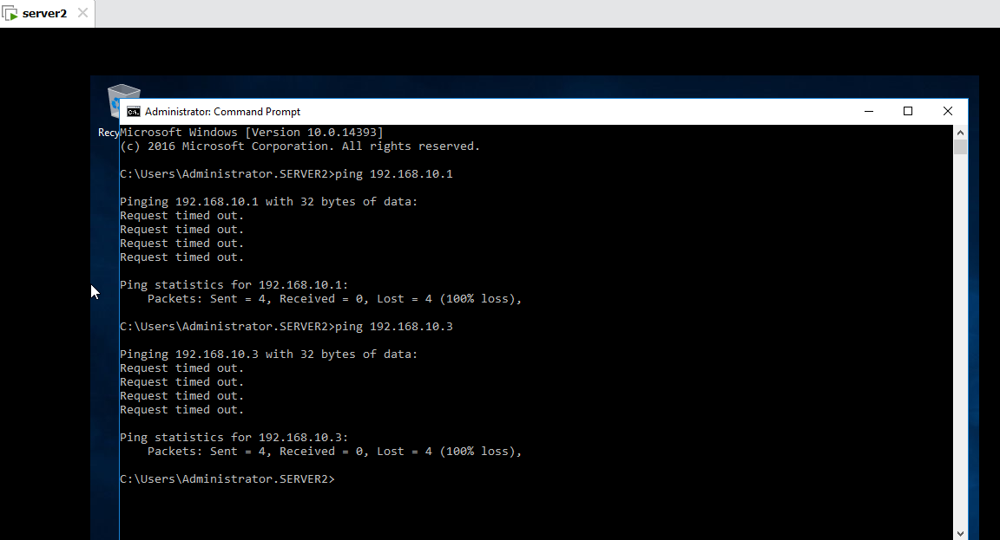 server2
Administrator: Command Prompt
Recy
Microsoft Windows [Version 10.0.14393]
(c) 2016 Microsoft Corporation. All rights reserved.
C:\Users\Administrator.SERVER2>ping 192.168.10.1
Pinging 192.168.10.1 with 32 bytes of data:
Request timed out.
Request timed out.
Request timed out.
Request timed out.
Ping statistics for 192.168.10.1:
    Packets: Sent = 4, Received = 0, Lost = 4 (100% loss),
C:\Users\Administrator.SERVER2>ping 192.168.10.3
Pinging 192.168.10.3 with 32 bytes of data:
Request timed out.
Request timed out.
Request timed out.
Request timed out.
Ping statistics for 192.168.10.3:
    Packets: Sent = 4, Received = 0, Lost = 4 (100% loss),
C:\Users\Administrator.SERVER2>